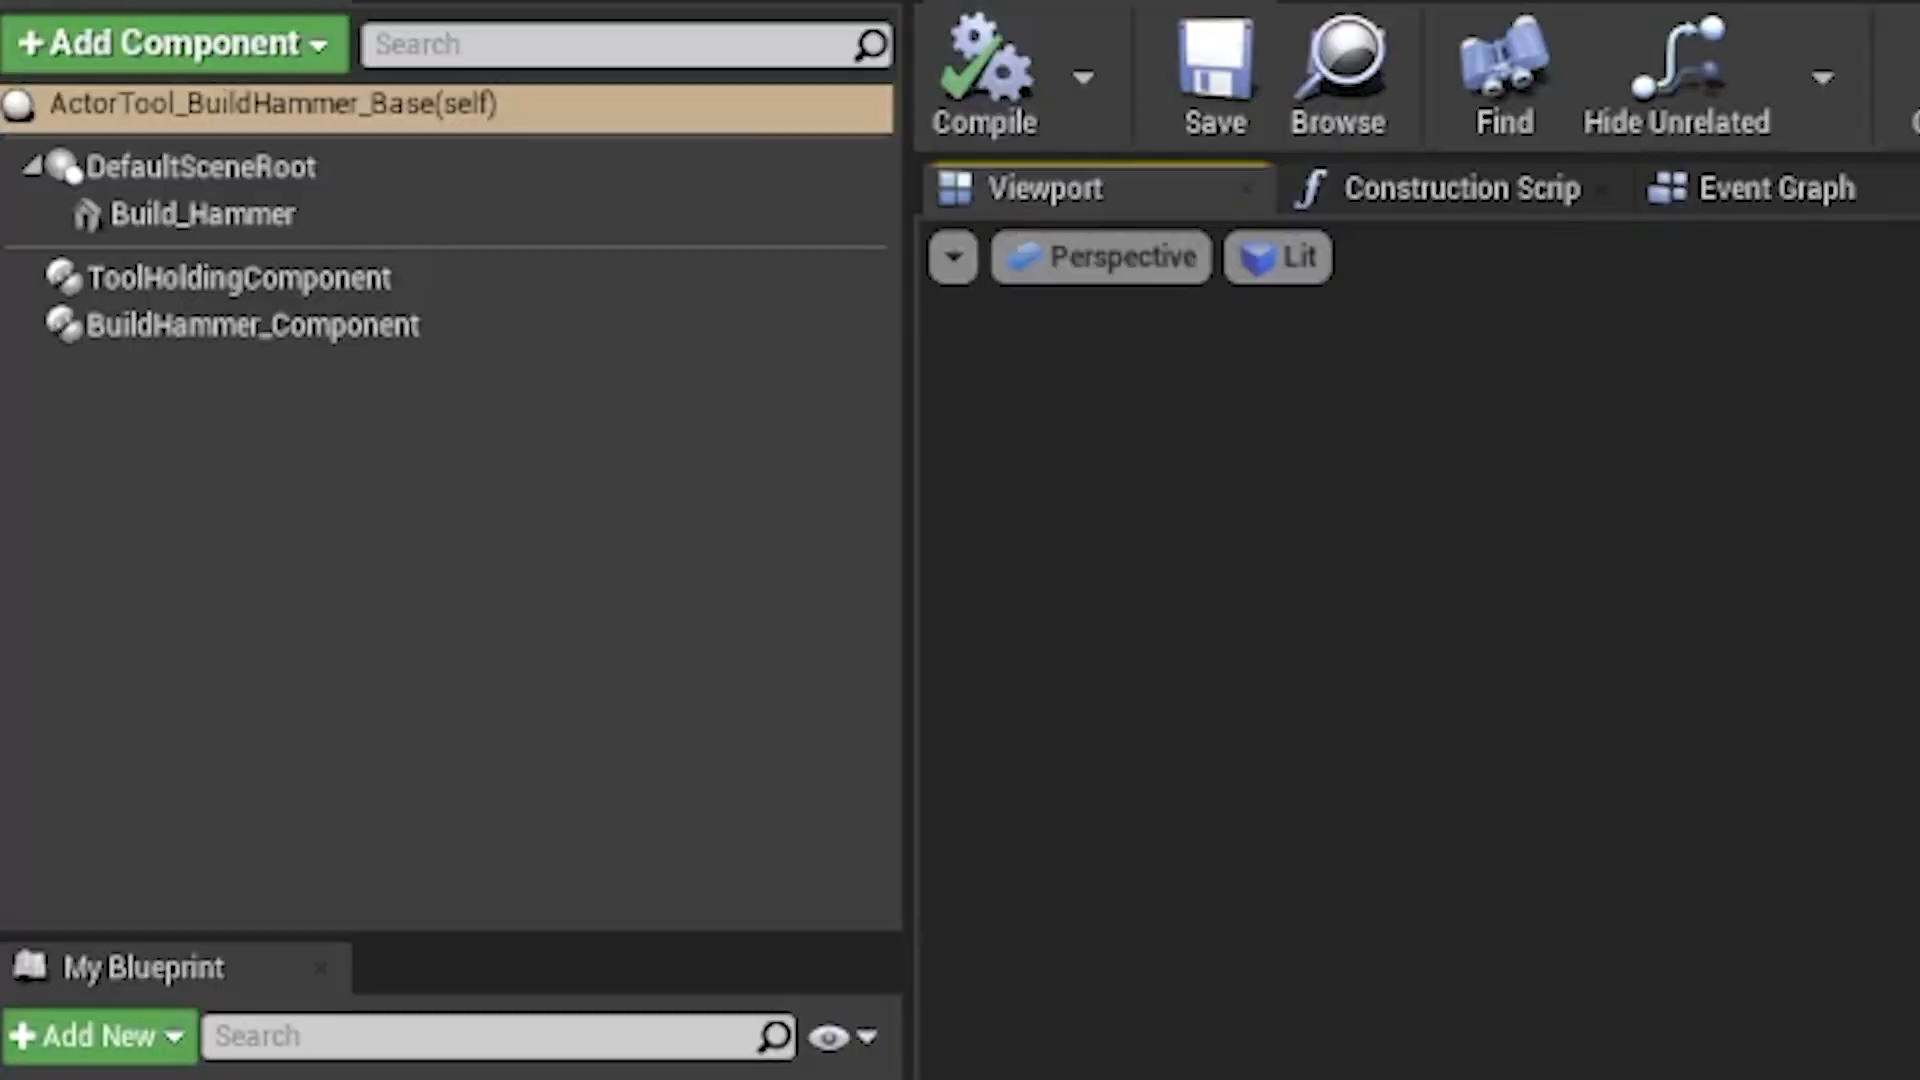 + Add Component
Search
ActorTool_BuildHammer_Base(self)
DefaultSceneRoot
Build_Hammer
ToolHoldingComponent
BuildHammer_Component
My Blueprint
+ Add New
Search
Compile
Save
Browse
Find
Hide Unrelated
Viewport
Construction Scrip
Event Graph
Perspective
Lit